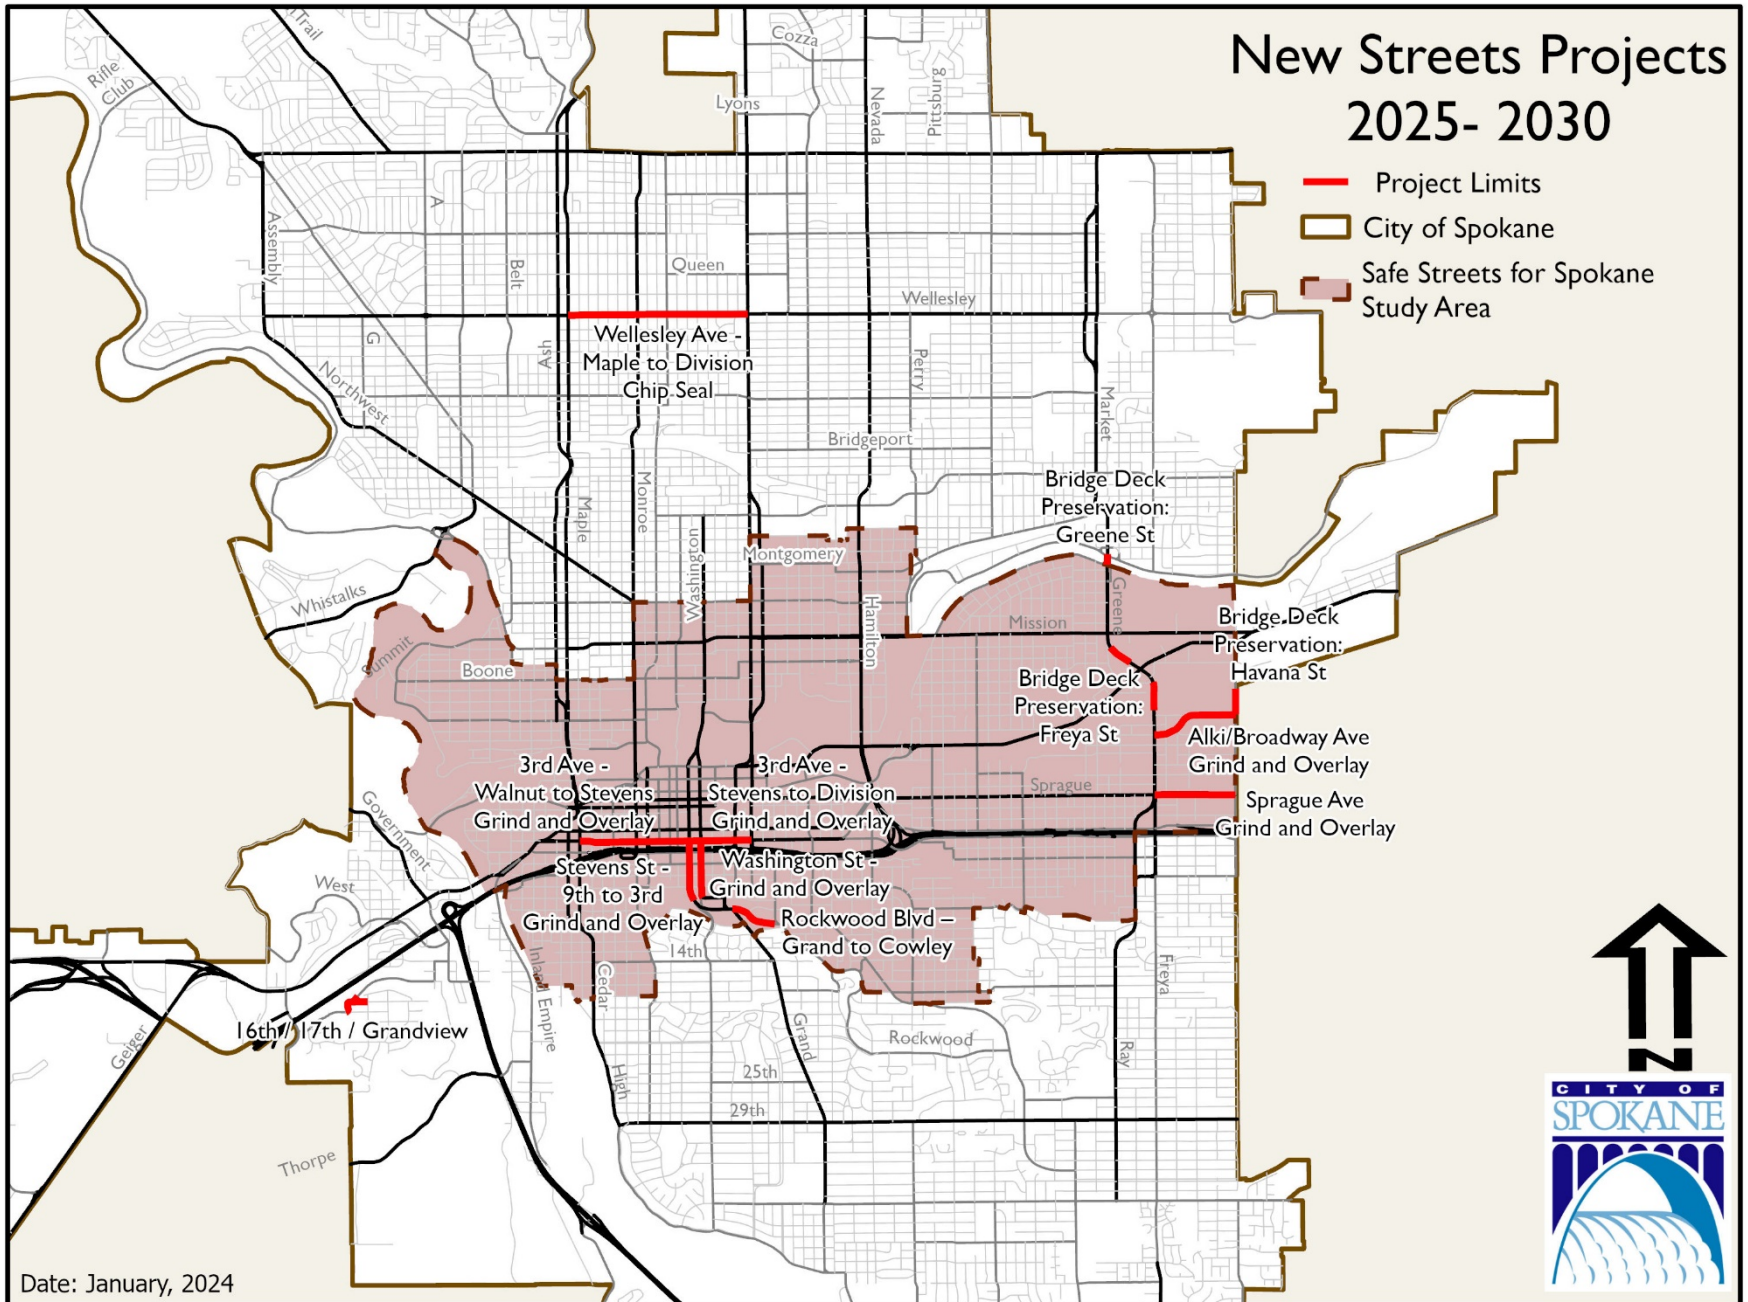 New Streets Projects
2025- 2030
Project Limits
City of Spokane
Safe Streets for Spokane
Study Area
Rifle
Club
Trail
Cozza
Lyons
Nevada
Pittsburg
Assembly
A
Belt
Queen
Wellesley
G
Ash
Northwest
Wellesley Ave -
Maple to Division
Chip Seal
Perry
Market
Bridgeport
Maple
Monroe
Washington
Montgomery
Bridge Deck
Preservation:
Greene St
Whistalks
Hamilton
Greene
Mission
Summit
Boone
Bridge Deck
Preservation:
Havana St
Bridge Deck
Preservation:
Freya St
Alki/Broadway Ave
Grind and Overlay
3rd Ave -
Walnut to Stevens
Grind and Overlay
3rd Ave -
Stevens to Division
Grind and Overlay
Sprague
Sprague Ave
Grind and Overlay
Government
West
Stevens St -
9th to 3rd
Grind and Overlay
Washington St -
Grind and Overlay
Rockwood Blvd –
Grand to Cowley
14th
Inland Empire
Cedar
Freya
16th / 17th / Grandview
Geiger
Grand
Rockwood
Ray
High
25th
29th
Thorpe
N
CITY OF
SPOKANE
Date: January, 2024